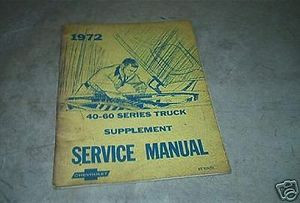 1972
40-60 SERIES TRUCK
SUPPLEMENT
SERVICE MANUAL
CHEVROLET